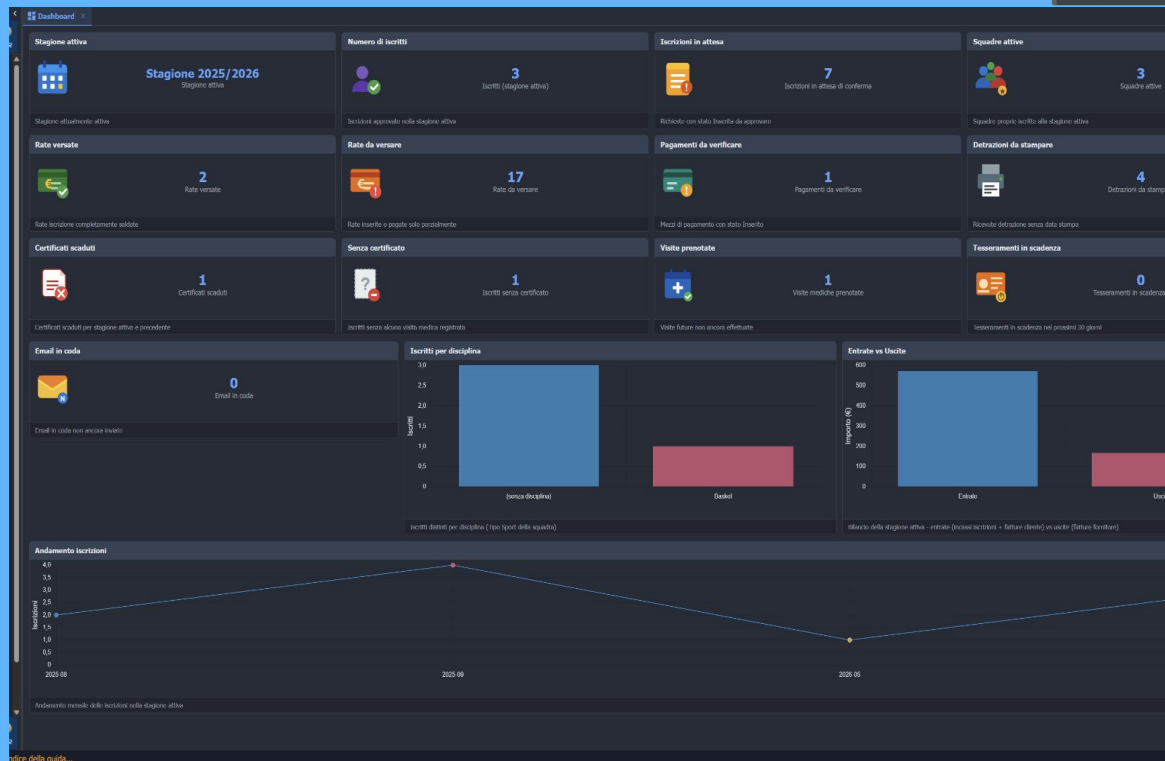 Dashboard
Stagione attiva
Stagione 2025/2026
Stagione attiva
Stagione attualmente attiva
Numero di iscritti
3
Iscritti (stagione attiva)
Iscrizioni approvate nella stagione attiva
Iscrizioni in attesa
7
Iscrizioni in attesa di conferma
Richieste con stato Inserita da approvare
Squadre attive
3
Squadre attive
Squadre proprie iscritte alla stagione attiva
Rate versate
2
Rate versate
Rate iscrizione completamente saldate
Rate da versare
17
Rate da versare
Rate inserite o pagate solo parzialmente
Pagamenti da verificare
1
Pagamenti da verificare
Mezzi di pagamento con stato Inserito
Detrazioni da stampare
4
Detrazioni da stamp
Ricevute detrazione senza data stampa
Certificati scaduti
1
Certificati scaduti
Certificati scaduti per stagione attiva e precedente
Senza certificato
1
Iscritti senza certificato
Iscritti senza alcuna visita medica registrata
Visite prenotate
1
Visite mediche prenotate
Visite future non ancora effettuate
Tesseramenti in scadenza
0
Tesseramenti in scadenza
Tesseramenti in scadenza nei prossimi 30 giorni
Email in coda
0
Email in coda
Email in coda non ancora inviate
Iscritti per disciplina
3,0
2,5
2,0
1,5
1,0
0,5
0
Iscritti
(senza disciplina)
Basket
Iscritti distinti per disciplina (Tipo Sport della squadra)
Entrate vs Uscite
600
500
400
300
200
100
0
Importo (€)
Entrate
Usci
Bilancio della stagione attiva - entrate (incassi iscrizioni + fatture cliente) vs uscite (fatture fornitore)
Andamento iscrizioni
4,0
3,5
3,0
2,5
2,0
1,5
1,0
0,5
0
Iscrizioni
2025-08
2025-09
2026-05
Andamento mensile delle iscrizioni nella stagione attiva
ndice della guida...